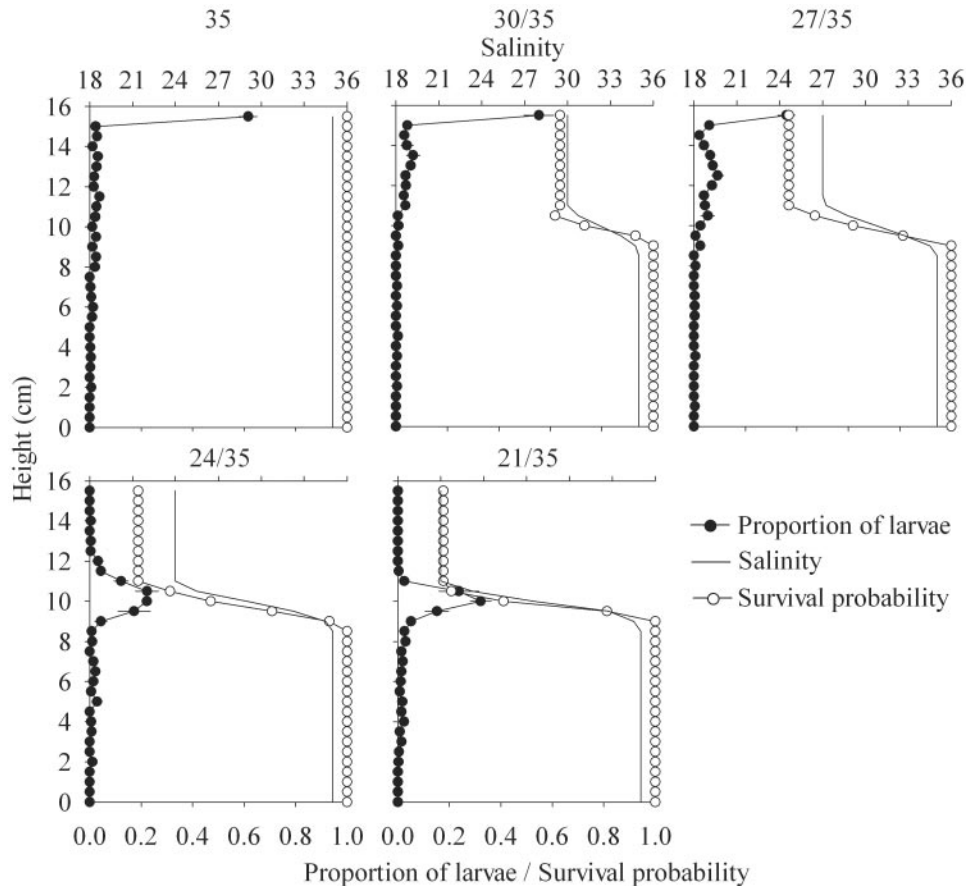 35 30/35 27/35
Salinity
18 21 24 27 30 33 36 18 21 24 27 30 33 36 18 21 24 27 30 33 36
16
14
12
10
8
6
4
2
0
Height (cm)
24/35 21/35
16
14
12
10
8
6
4
2
0
Proportion of larvae
Salinity
Survival probability
0.0 0.2 0.4 0.6 0.8 1.0 0.0 0.2 0.4 0.6 0.8 1.0
Proportion of larvae / Survival probability